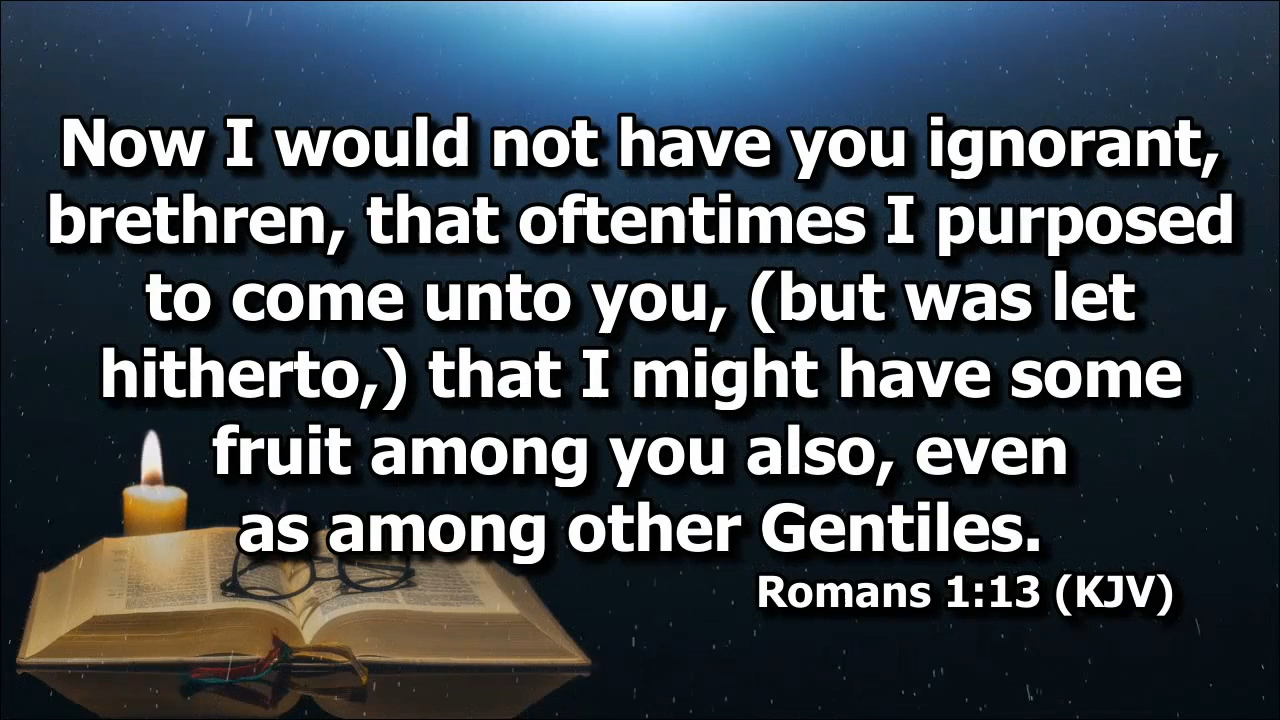 Now I would not have you ignorant,
brethren, that oftentimes I purposed
to come unto you, (but was let
hitherto,) that I might have some
fruit among you also, even
as among other Gentiles.
Romans 1:13 (KJV)